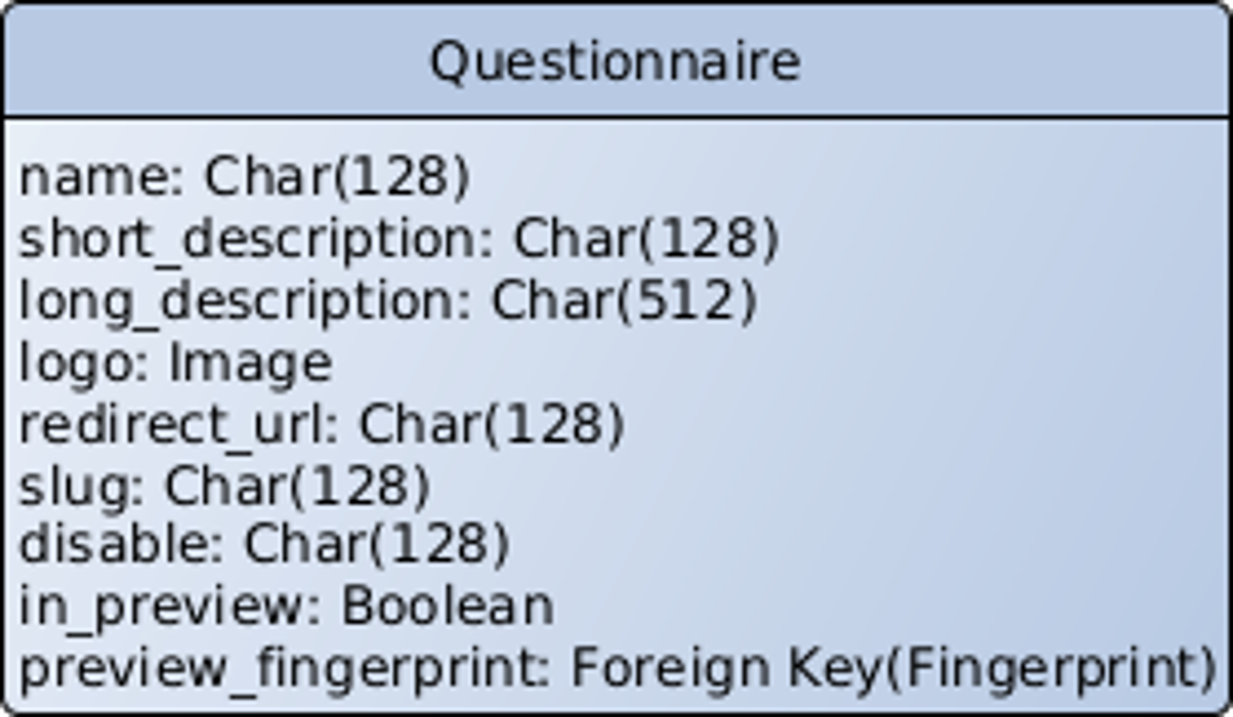 Questionnaire
name: Char(128)
short_description: Char(128)
long_description: Char(512)
logo: Image
redirect_url: Char(128)
slug: Char(128)
disable: Char(128)
in_preview: Boolean
preview_fingerprint: Foreign Key(Fingerprint)